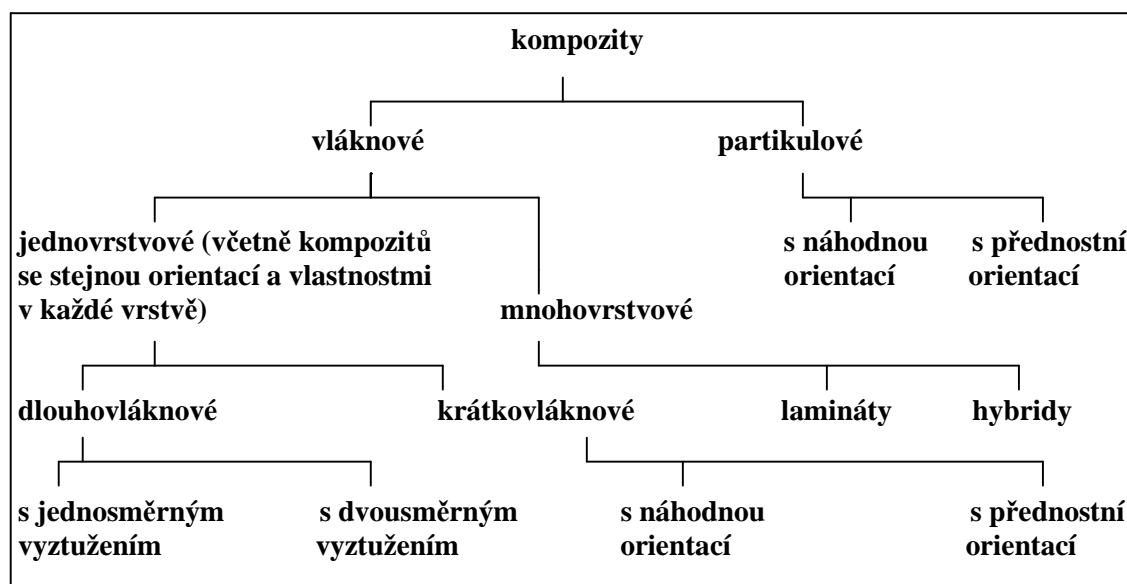 kompozity
vláknové
partikulové
jednovrstvové (včetně kompozitů
se stejnou orientací a vlastnostmi
v každé vrstvě)
mnohovrstvové
s náhodnou
orientací
s přednostní
orientací
dlouhovláknové
krátkovláknové
lamináty
hybridy
s jednosměrným
vyztužením
s dvousměrným
vyztužením
s náhodnou
orientací
s přednostní
orientací